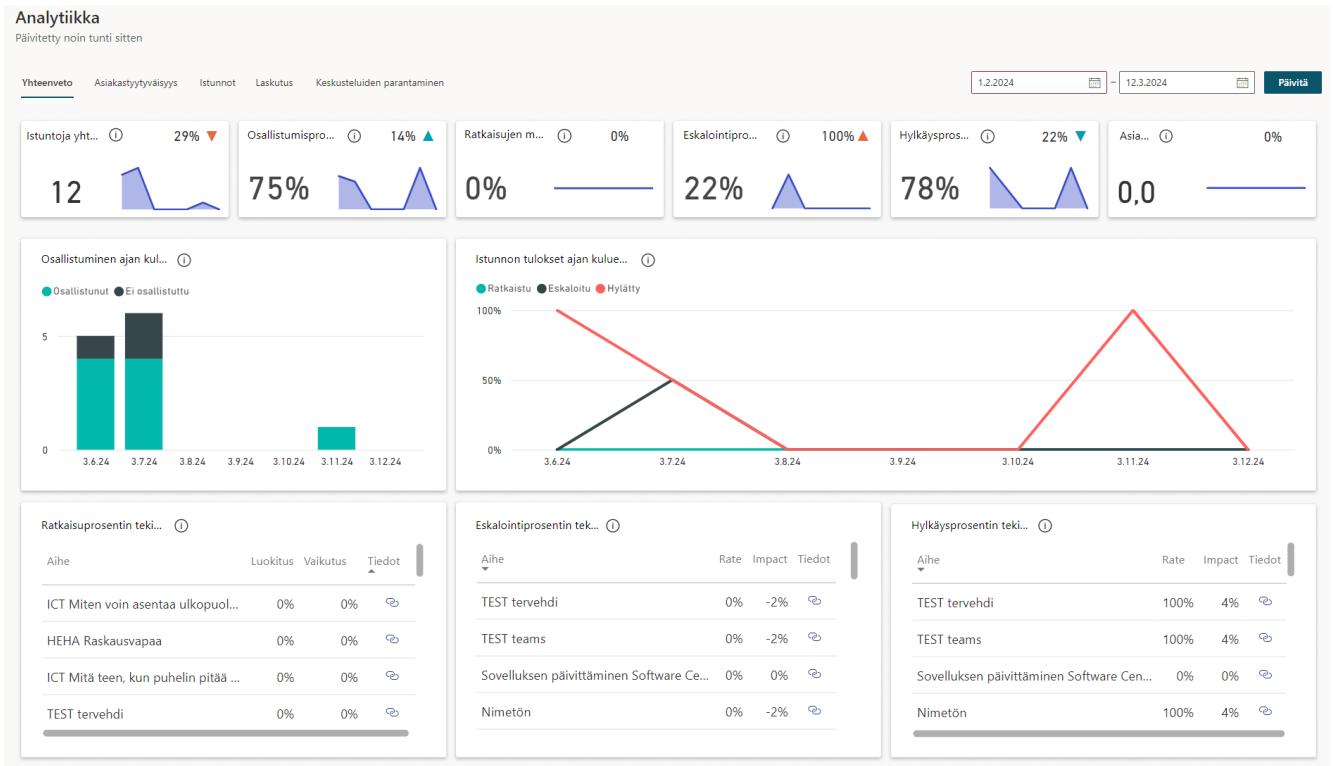 Analytiikka
Päivitetty noin tunti sitten
Yhteenveto Asiakastyytyväisyys Istunnot Laskutus Keskusteluiden parantaminen
1.2.2024 – 12.3.2024 Päivitä
Istuntoja yht... 29%
12
Osallistumispro... 14%
75%
Ratkaisujen m... 0%
0%
Eskalointipro... 100%
22%
Hylkäyspros... 22%
78%
Asia... 0%
0,0
Osallistuminen ajan kul...
Osallistunut Ei osallistuttu
5
0
3.6.24 3.7.24 3.8.24 3.9.24 3.10.24 3.11.24 3.12.24
Istunnon tulokset ajan kulue...
Ratkaistu Eskaloitu Hylätty
100%
50%
0%
3.6.24 3.7.24 3.8.24 3.9.24 3.10.24 3.11.24 3.12.24
Ratkaisuprosentin teki...
Aihe Luokitus Vaikutus Tiedot
ICT Miten voin asentaa ulkopuol... 0% 0%
HEHA Raskausvapaa 0% 0%
ICT Mitä teen, kun puhelin pitää ... 0% 0%
TEST tervehdi 0% 0%
Eskalointiprosentin tek...
Aihe Rate Impact Tiedot
TEST tervehdi 0% -2%
TEST teams 0% -2%
Sovelluksen päivittäminen Software Ce... 0% 0%
Nimetön 0% -2%
Hylkäysprosentin teki...
Aihe Rate Impact Tiedot
TEST tervehdi 100% 4%
TEST teams 100% 4%
Sovelluksen päivittäminen Software Cen... 0% 0%
Nimetön 100% 4%